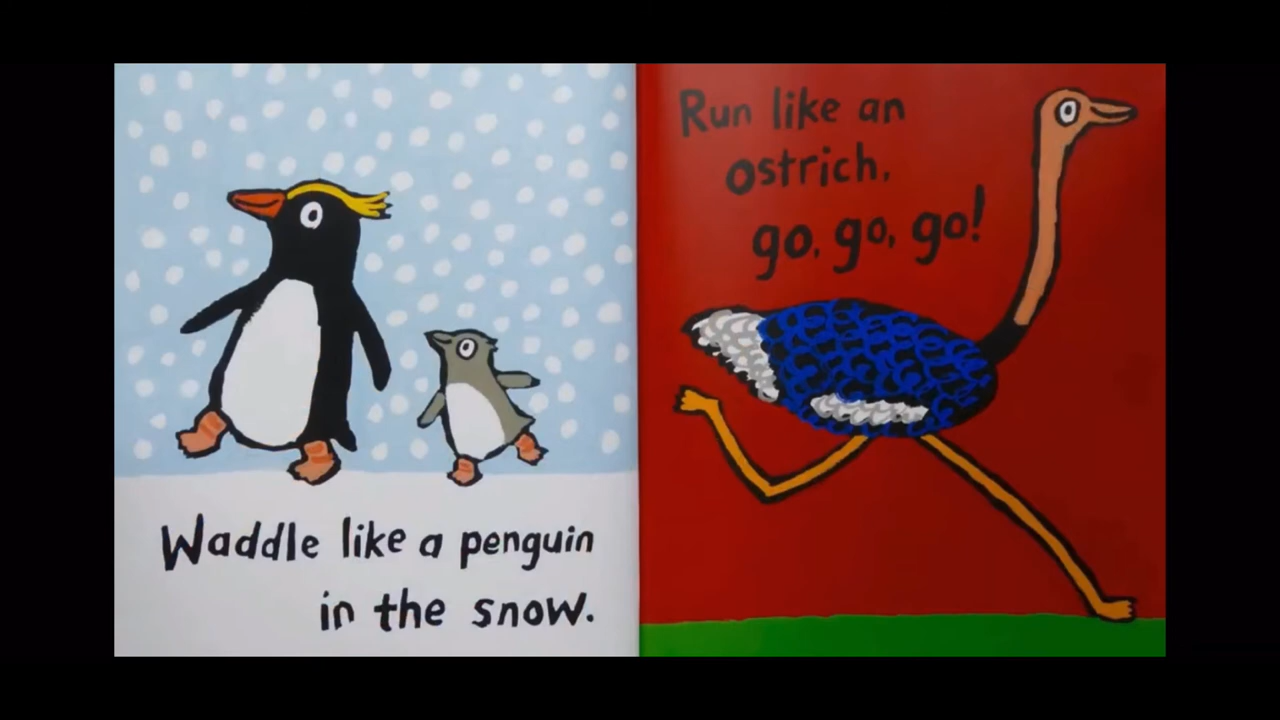 Waddle like a penguin
in the snow.
Run like an
ostrich,
go, go, go!